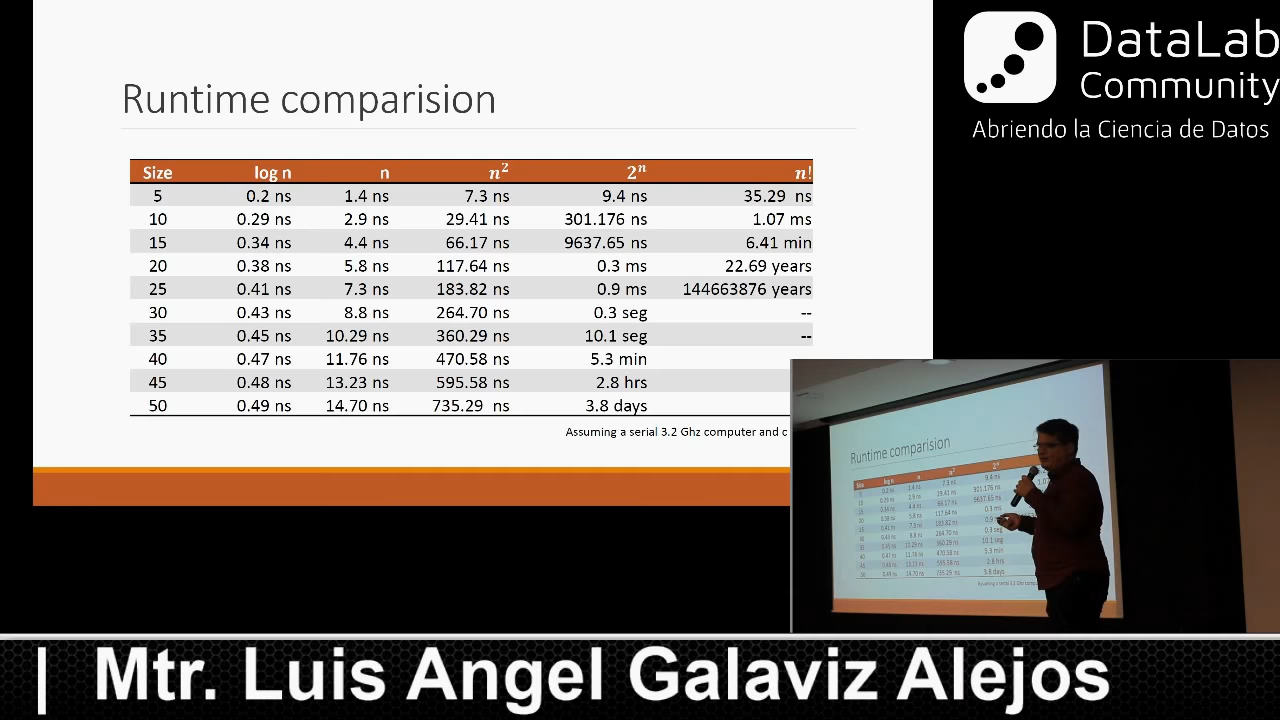 Runtime comparision
Size log n n n² 2ⁿ n!
5 0.2 ns 1.4 ns 7.3 ns 9.4 ns 35.29 ns
10 0.29 ns 2.9 ns 29.41 ns 301.176 ns 1.07 ms
15 0.34 ns 4.4 ns 66.17 ns 9637.65 ns 6.41 min
20 0.38 ns 5.8 ns 117.64 ns 0.3 ms 22.69 years
25 0.41 ns 7.3 ns 183.82 ns 0.9 ms 144663876 years
30 0.43 ns 8.8 ns 264.70 ns 0.3 seg --
35 0.45 ns 10.29 ns 360.29 ns 10.1 seg --
40 0.47 ns 11.76 ns 470.58 ns 5.3 min
45 0.48 ns 13.23 ns 595.58 ns 2.8 hrs
50 0.49 ns 14.70 ns 735.29 ns 3.8 days
Assuming a serial 3.2 Ghz computer and c
DataLab
Community
Abriendo la Ciencia de Datos
Runtime comparision
Size log n n n² 2ⁿ
| Mtr. Luis Angel Galaviz Alejos